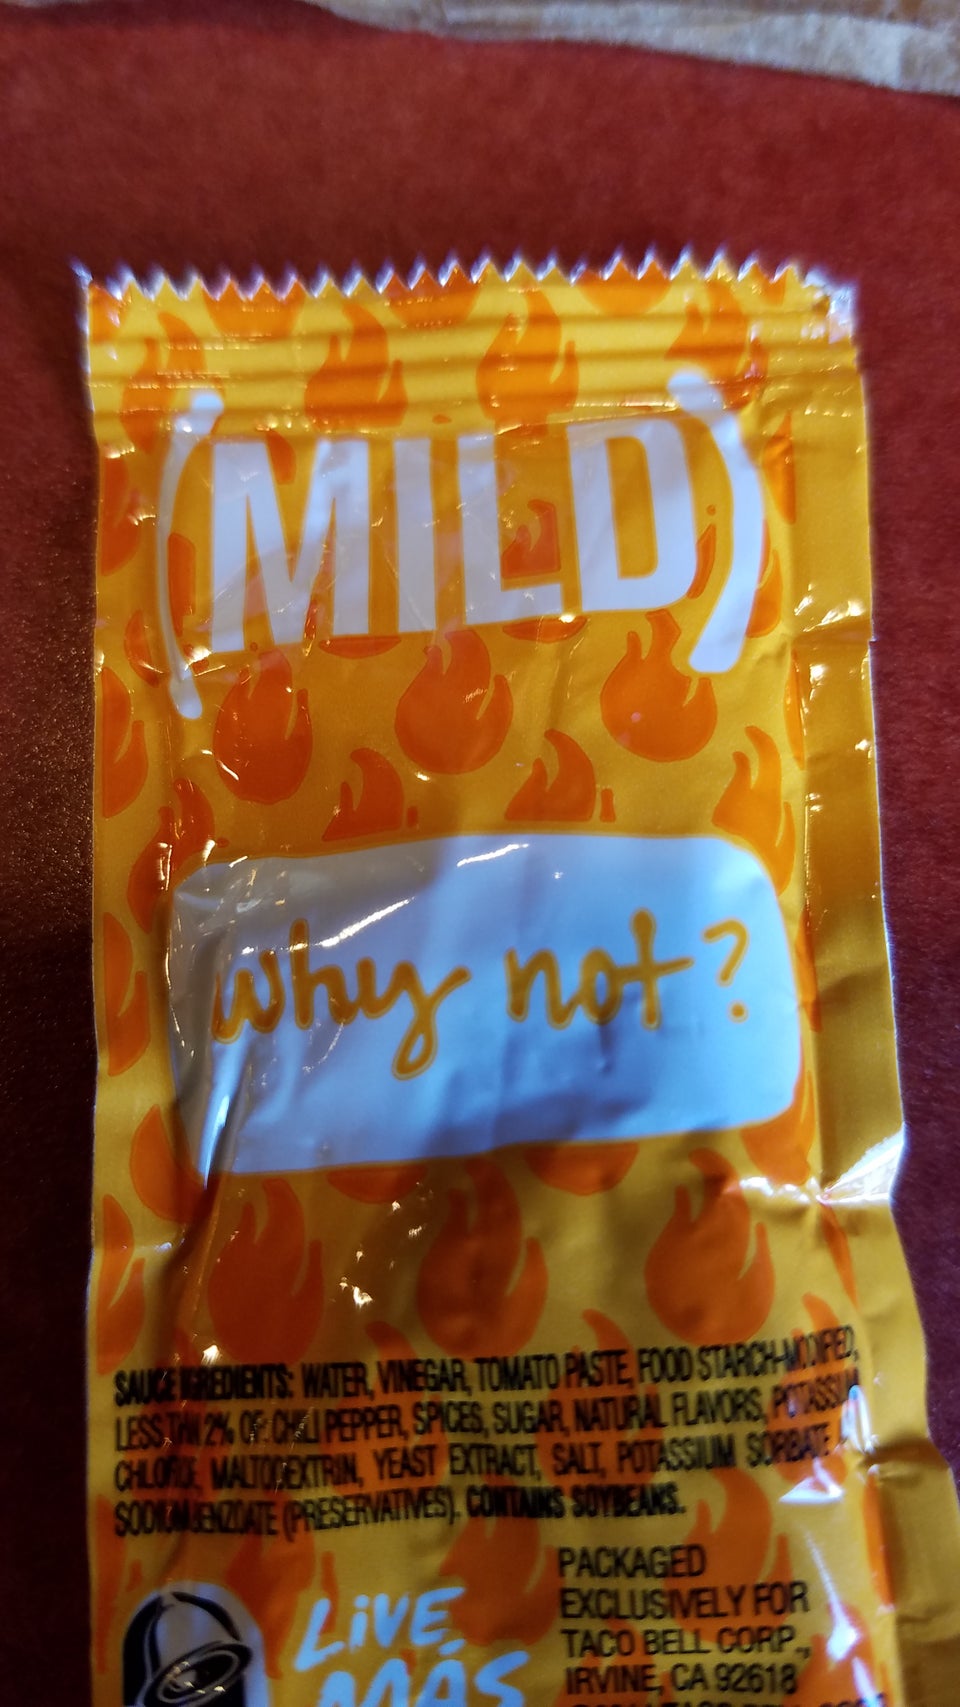 (MILD)
why not?
SAUCE INGREDIENTS: WATER, VINEGAR, TOMATO PASTE, FOOD STARCH-MODIFIED,
LESS THAN 2% OF: CHILI PEPPER, SPICES, SUGAR, NATURAL FLAVORS, POTASSIUM
CHLORIDE, MALTODEXTRIN, YEAST EXTRACT, SALT, POTASSIUM SORBATE
SODIUM BENZOATE (PRESERVATIVES). CONTAINS SOYBEANS.
LIVE
MÁS
PACKAGED
EXCLUSIVELY FOR
TACO BELL CORP.,
IRVINE, CA 92618